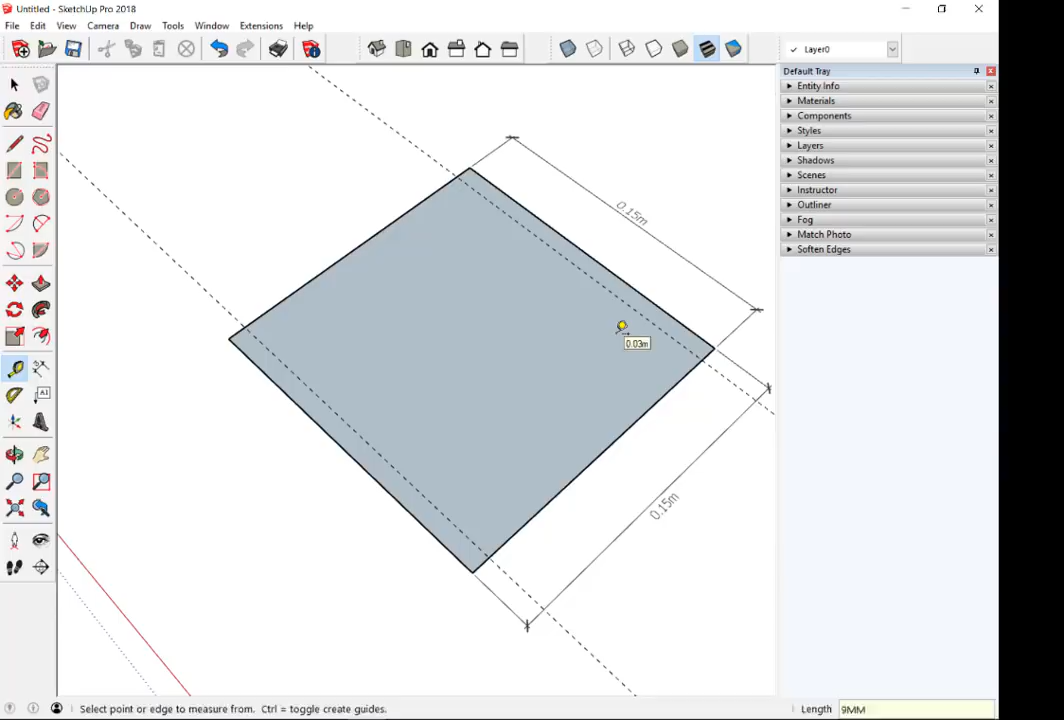 Untitled - SketchUp Pro 2018
File Edit View Camera Draw Tools Window Extensions Help
Layer0
Default Tray
Entity Info
Materials
Components
Styles
Layers
Shadows
Scenes
Instructor
Outliner
Fog
Match Photo
Soften Edges
0.15m
0.03m
0.15m
A1
Select point or edge to measure from. Ctrl = toggle create guides.
Length 9MM